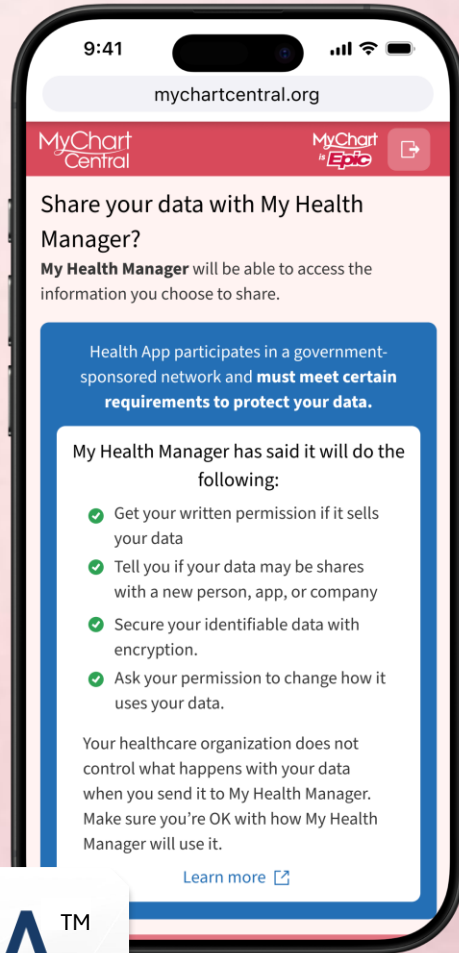 9:41
mychartcentral.org
MyChart
Central
MyChart
is Epic
Share your data with My Health
Manager?
My Health Manager will be able to access the
information you choose to share.
Health App participates in a government-
sponsored network and must meet certain
requirements to protect your data.
My Health Manager has said it will do the
following:
Get your written permission if it sells
your data
Tell you if your data may be shares
with a new person, app, or company
Secure your identifiable data with
encryption.
Ask your permission to change how it
uses your data.
Your healthcare organization does not
control what happens with your data
when you send it to My Health Manager.
Make sure you’re OK with how My Health
Manager will use it.
Learn more
TM